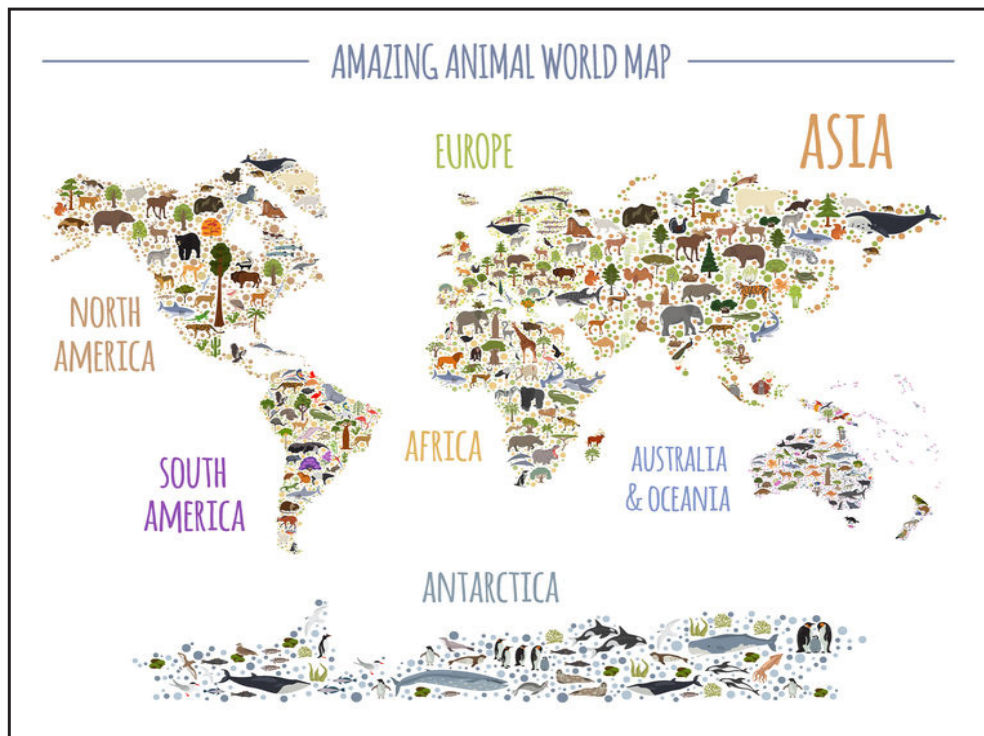 AMAZING ANIMAL WORLD MAP
EUROPE
ASIA
NORTH
AMERICA
AFRICA
SOUTH
AMERICA
AUSTRALIA
& OCEANIA
ANTARCTICA